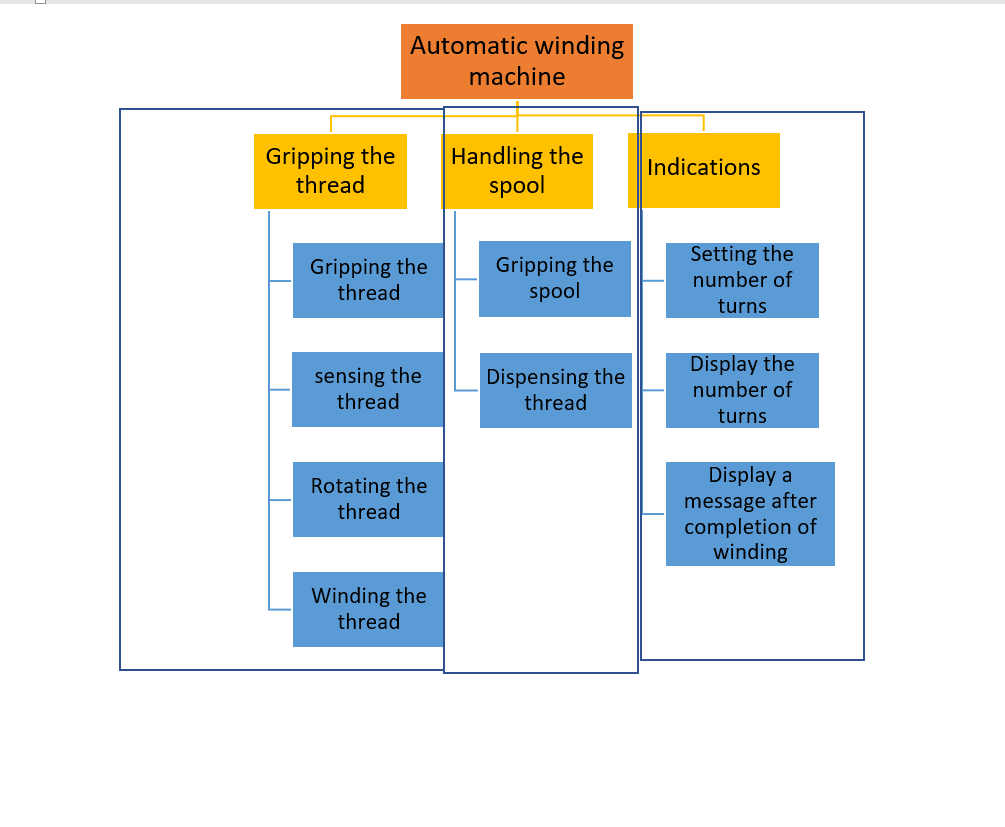 Automatic winding
machine
Gripping the
thread
Handling the
spool
Indications
Gripping the
thread
sensing the
thread
Rotating the
thread
Winding the
thread
Gripping the
spool
Dispensing the
thread
Setting the
number of
turns
Display the
number of
turns
Display a
message after
completion of
winding